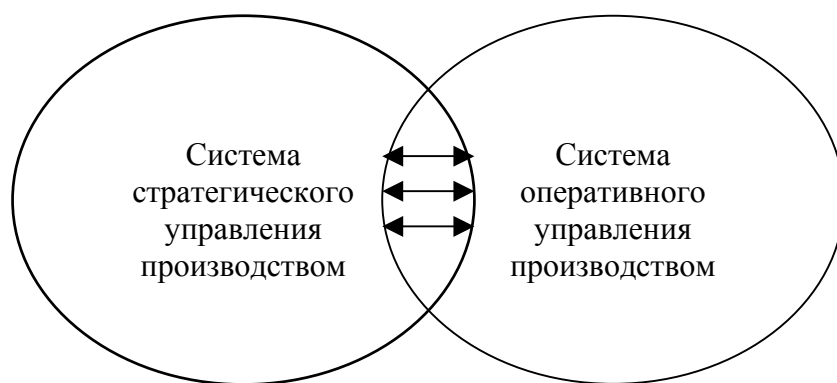 Система
стратегического
управления
производством
Система
оперативного
управления
производством